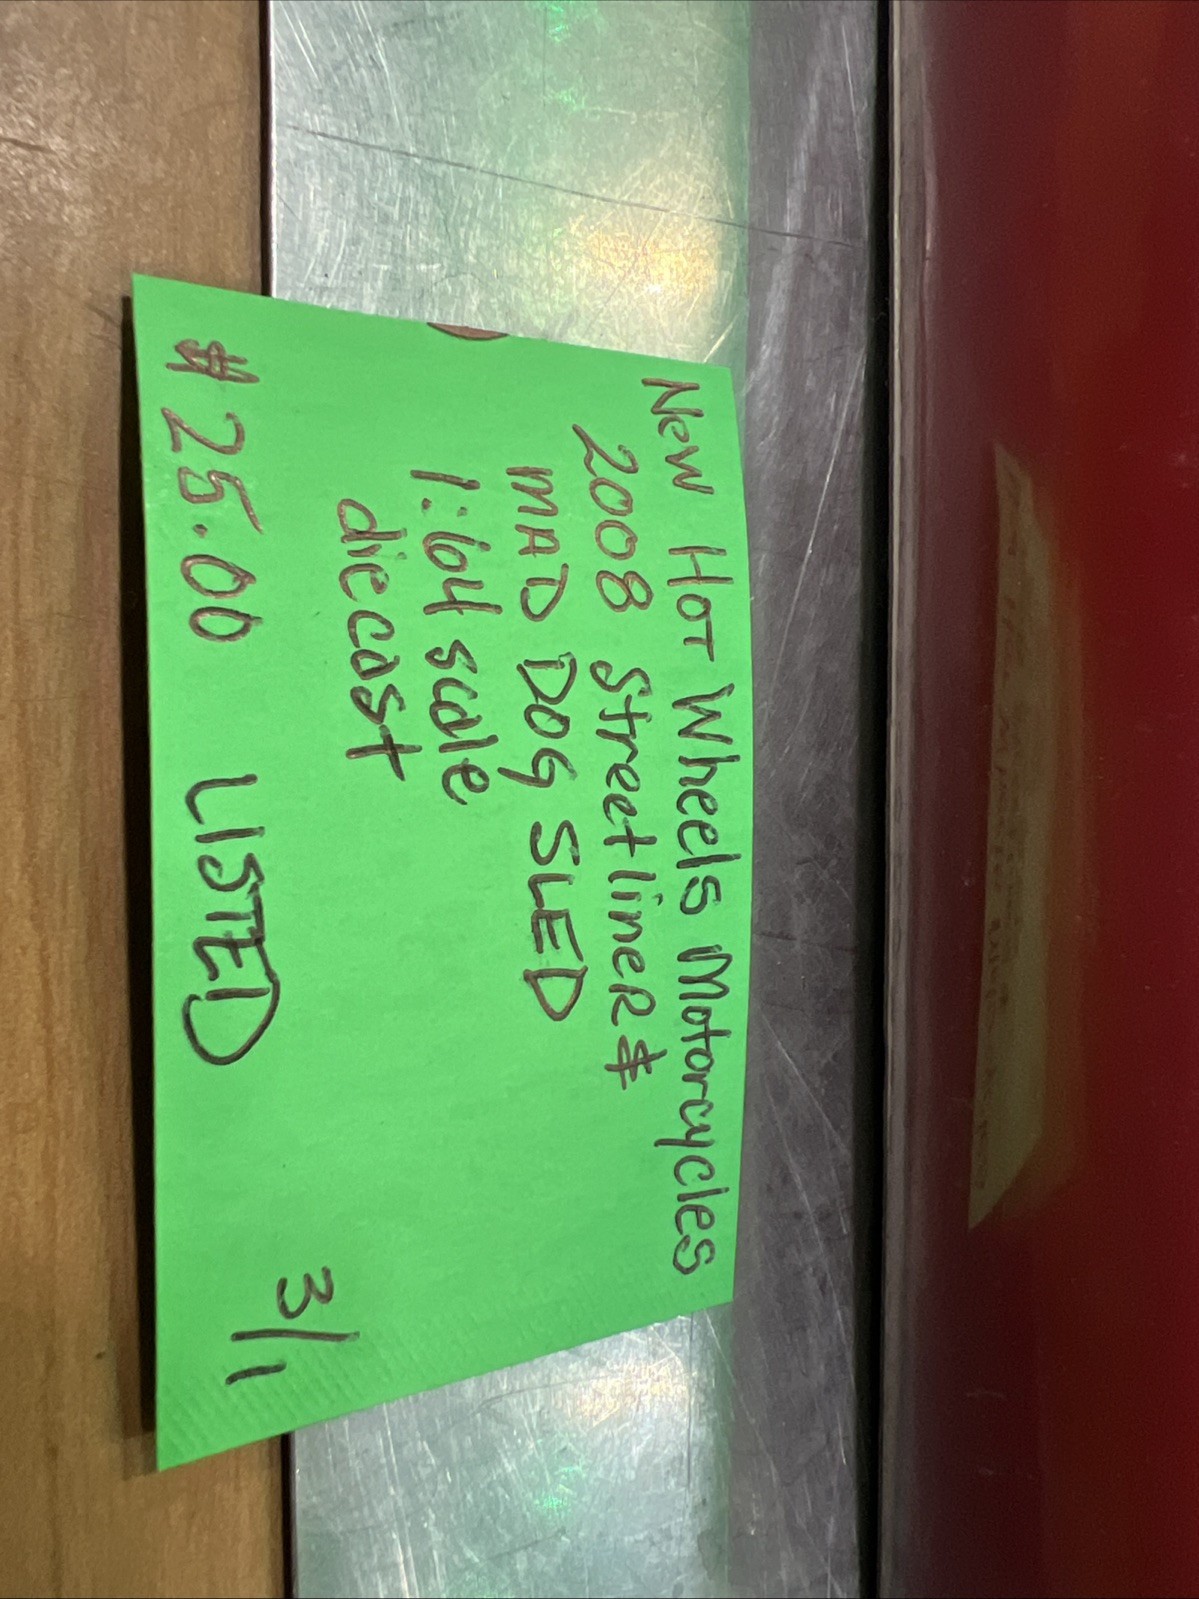 New Hot Wheels Motorcycles
2008 StreetlineR &
MAD DOG SLED
1:64 scale
diecast
$25.00 LISTED
3/1